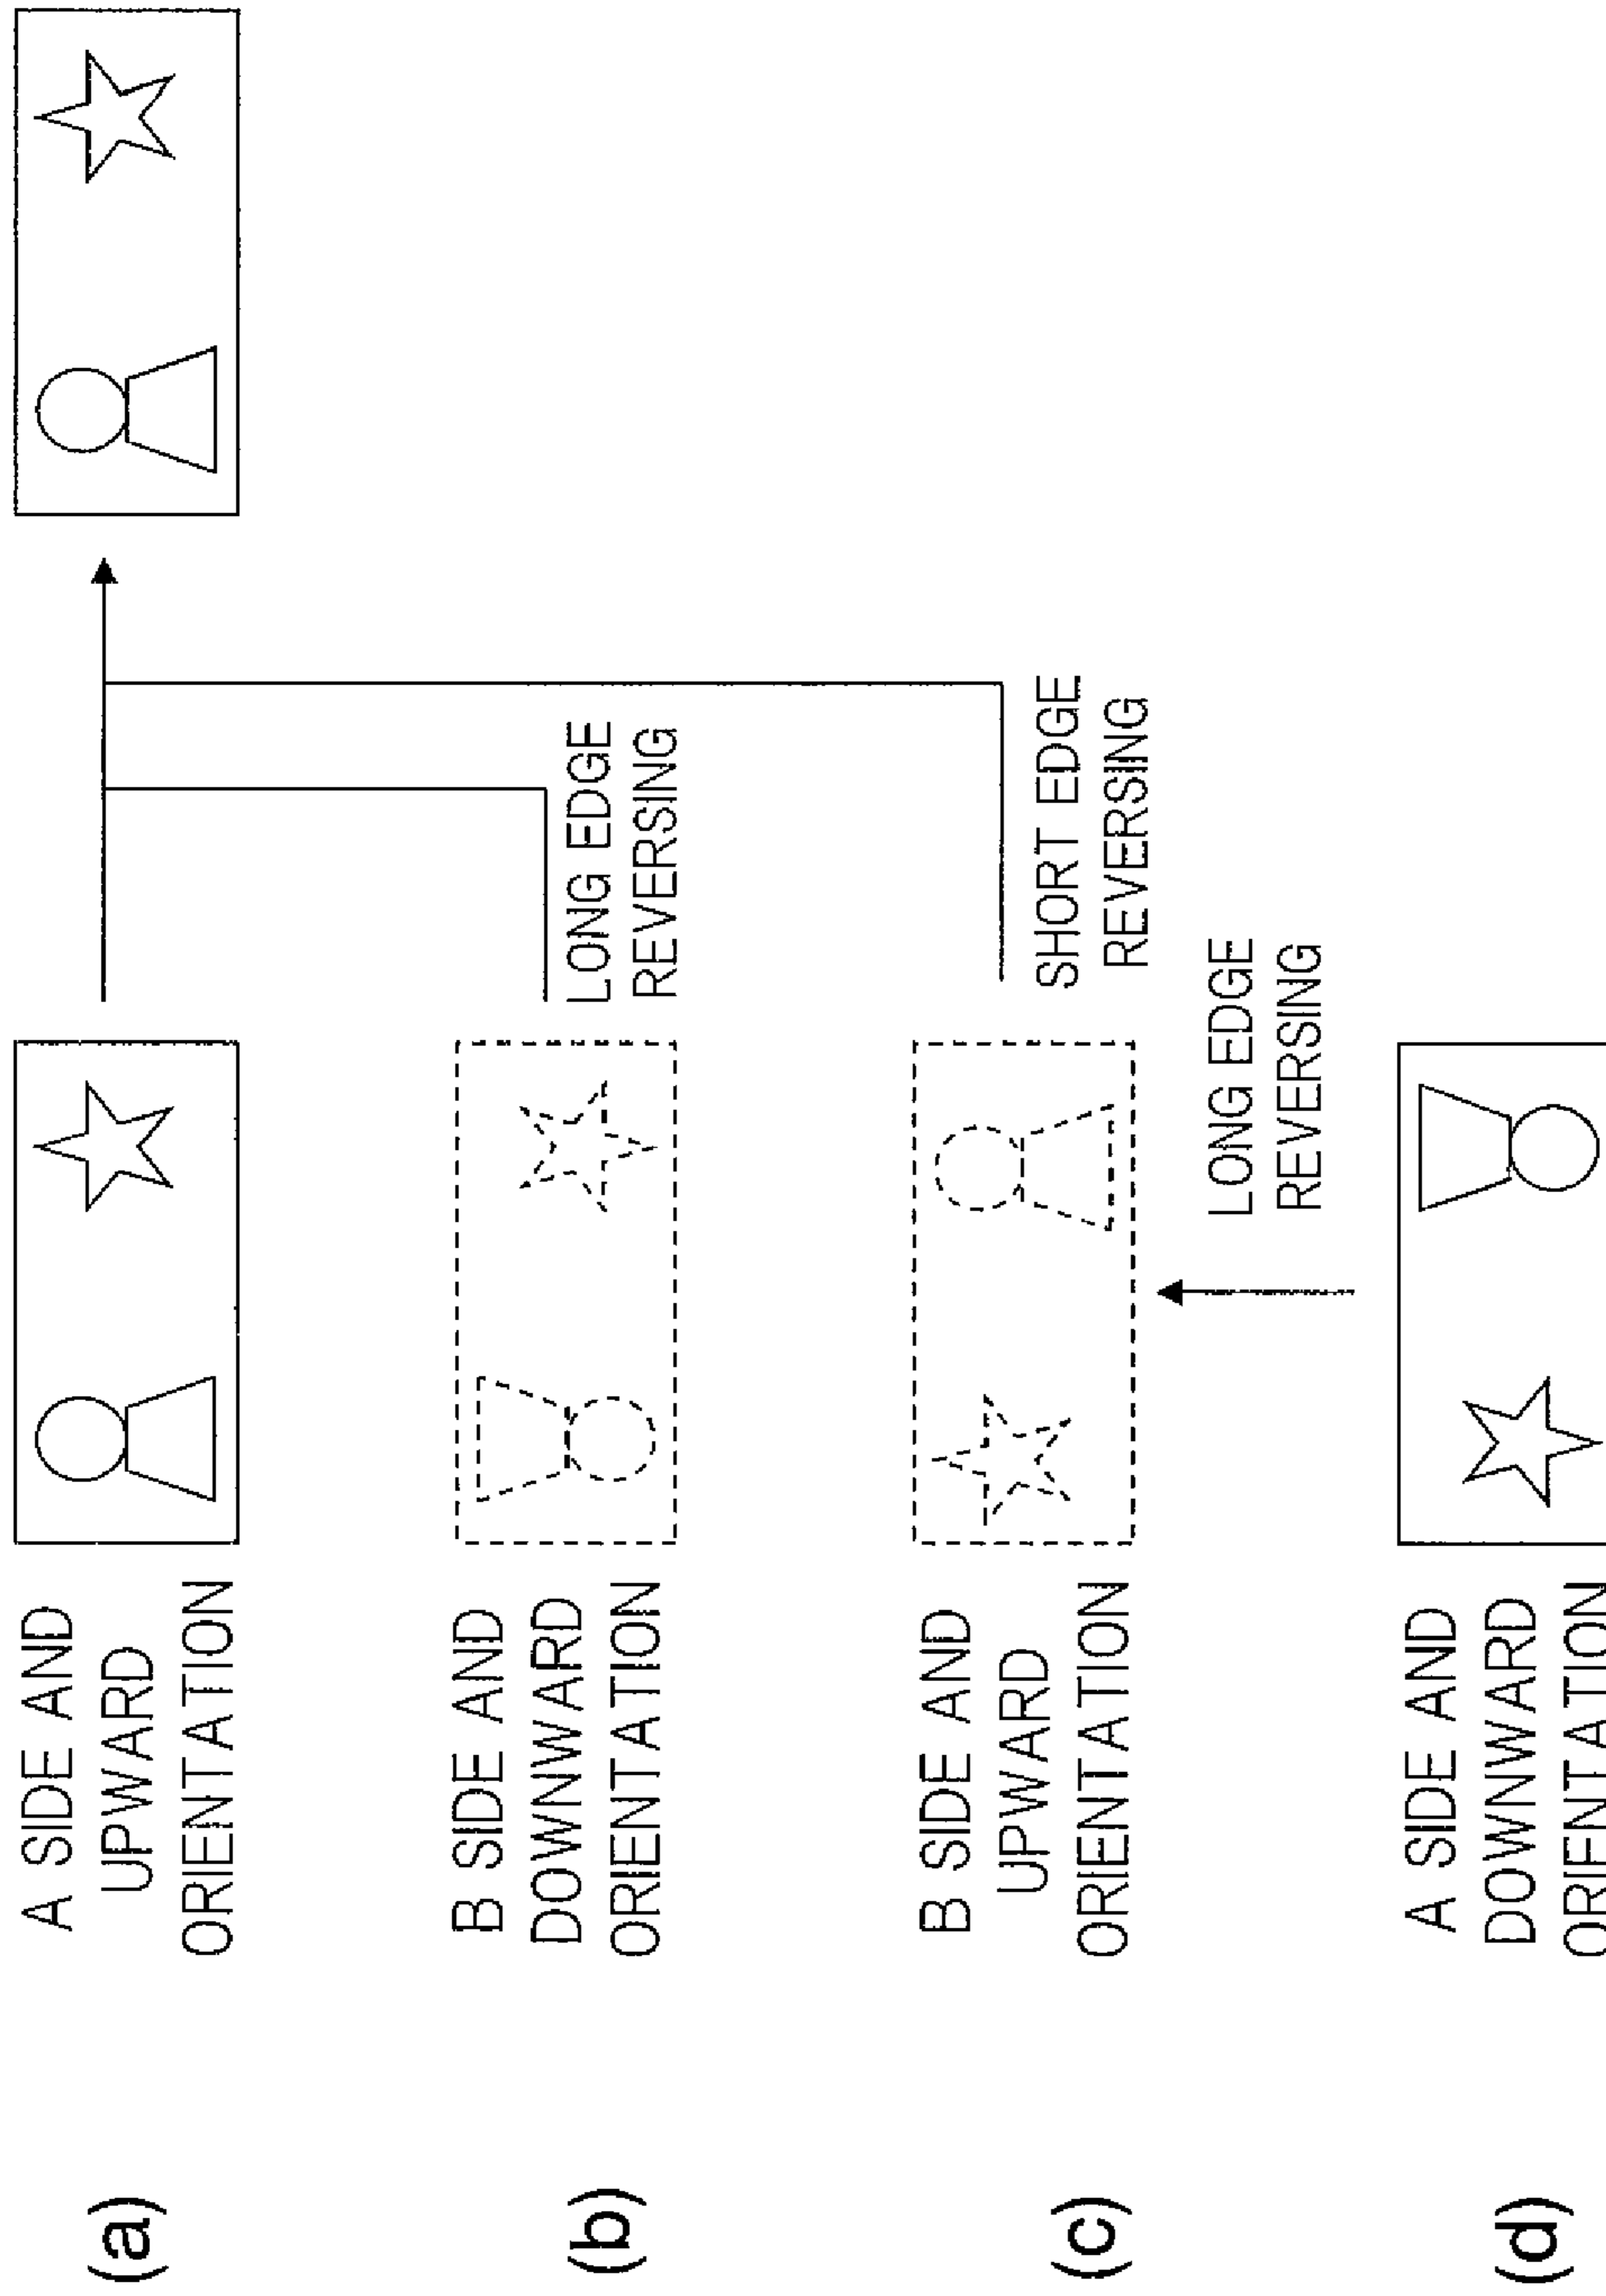 (a)
A SIDE AND
UPWARD
ORIENTATION
(b)
B SIDE AND
DOWNWARD
ORIENTATION
LONG EDGE
REVERSING
(c)
B SIDE AND
UPWARD
ORIENTATION
SHORT EDGE
REVERSING
LONG EDGE
REVERSING
(d)
A SIDE AND
DOWNWARD
ORIENTATION